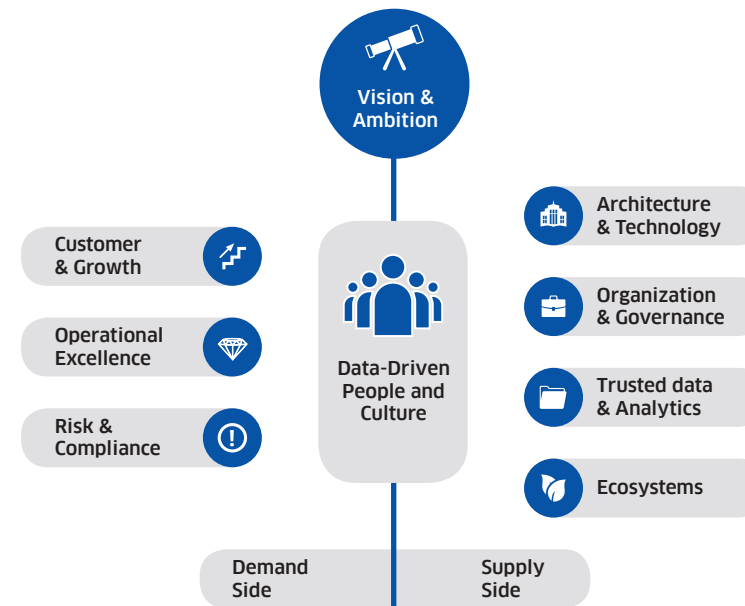 Vision &
Ambition
Customer
& Growth
Operational
Excellence
Risk &
Compliance
Data-Driven
People and
Culture
Architecture
& Technology
Organization
& Governance
Trusted data
& Analytics
Ecosystems
Demand
Side
Supply
Side